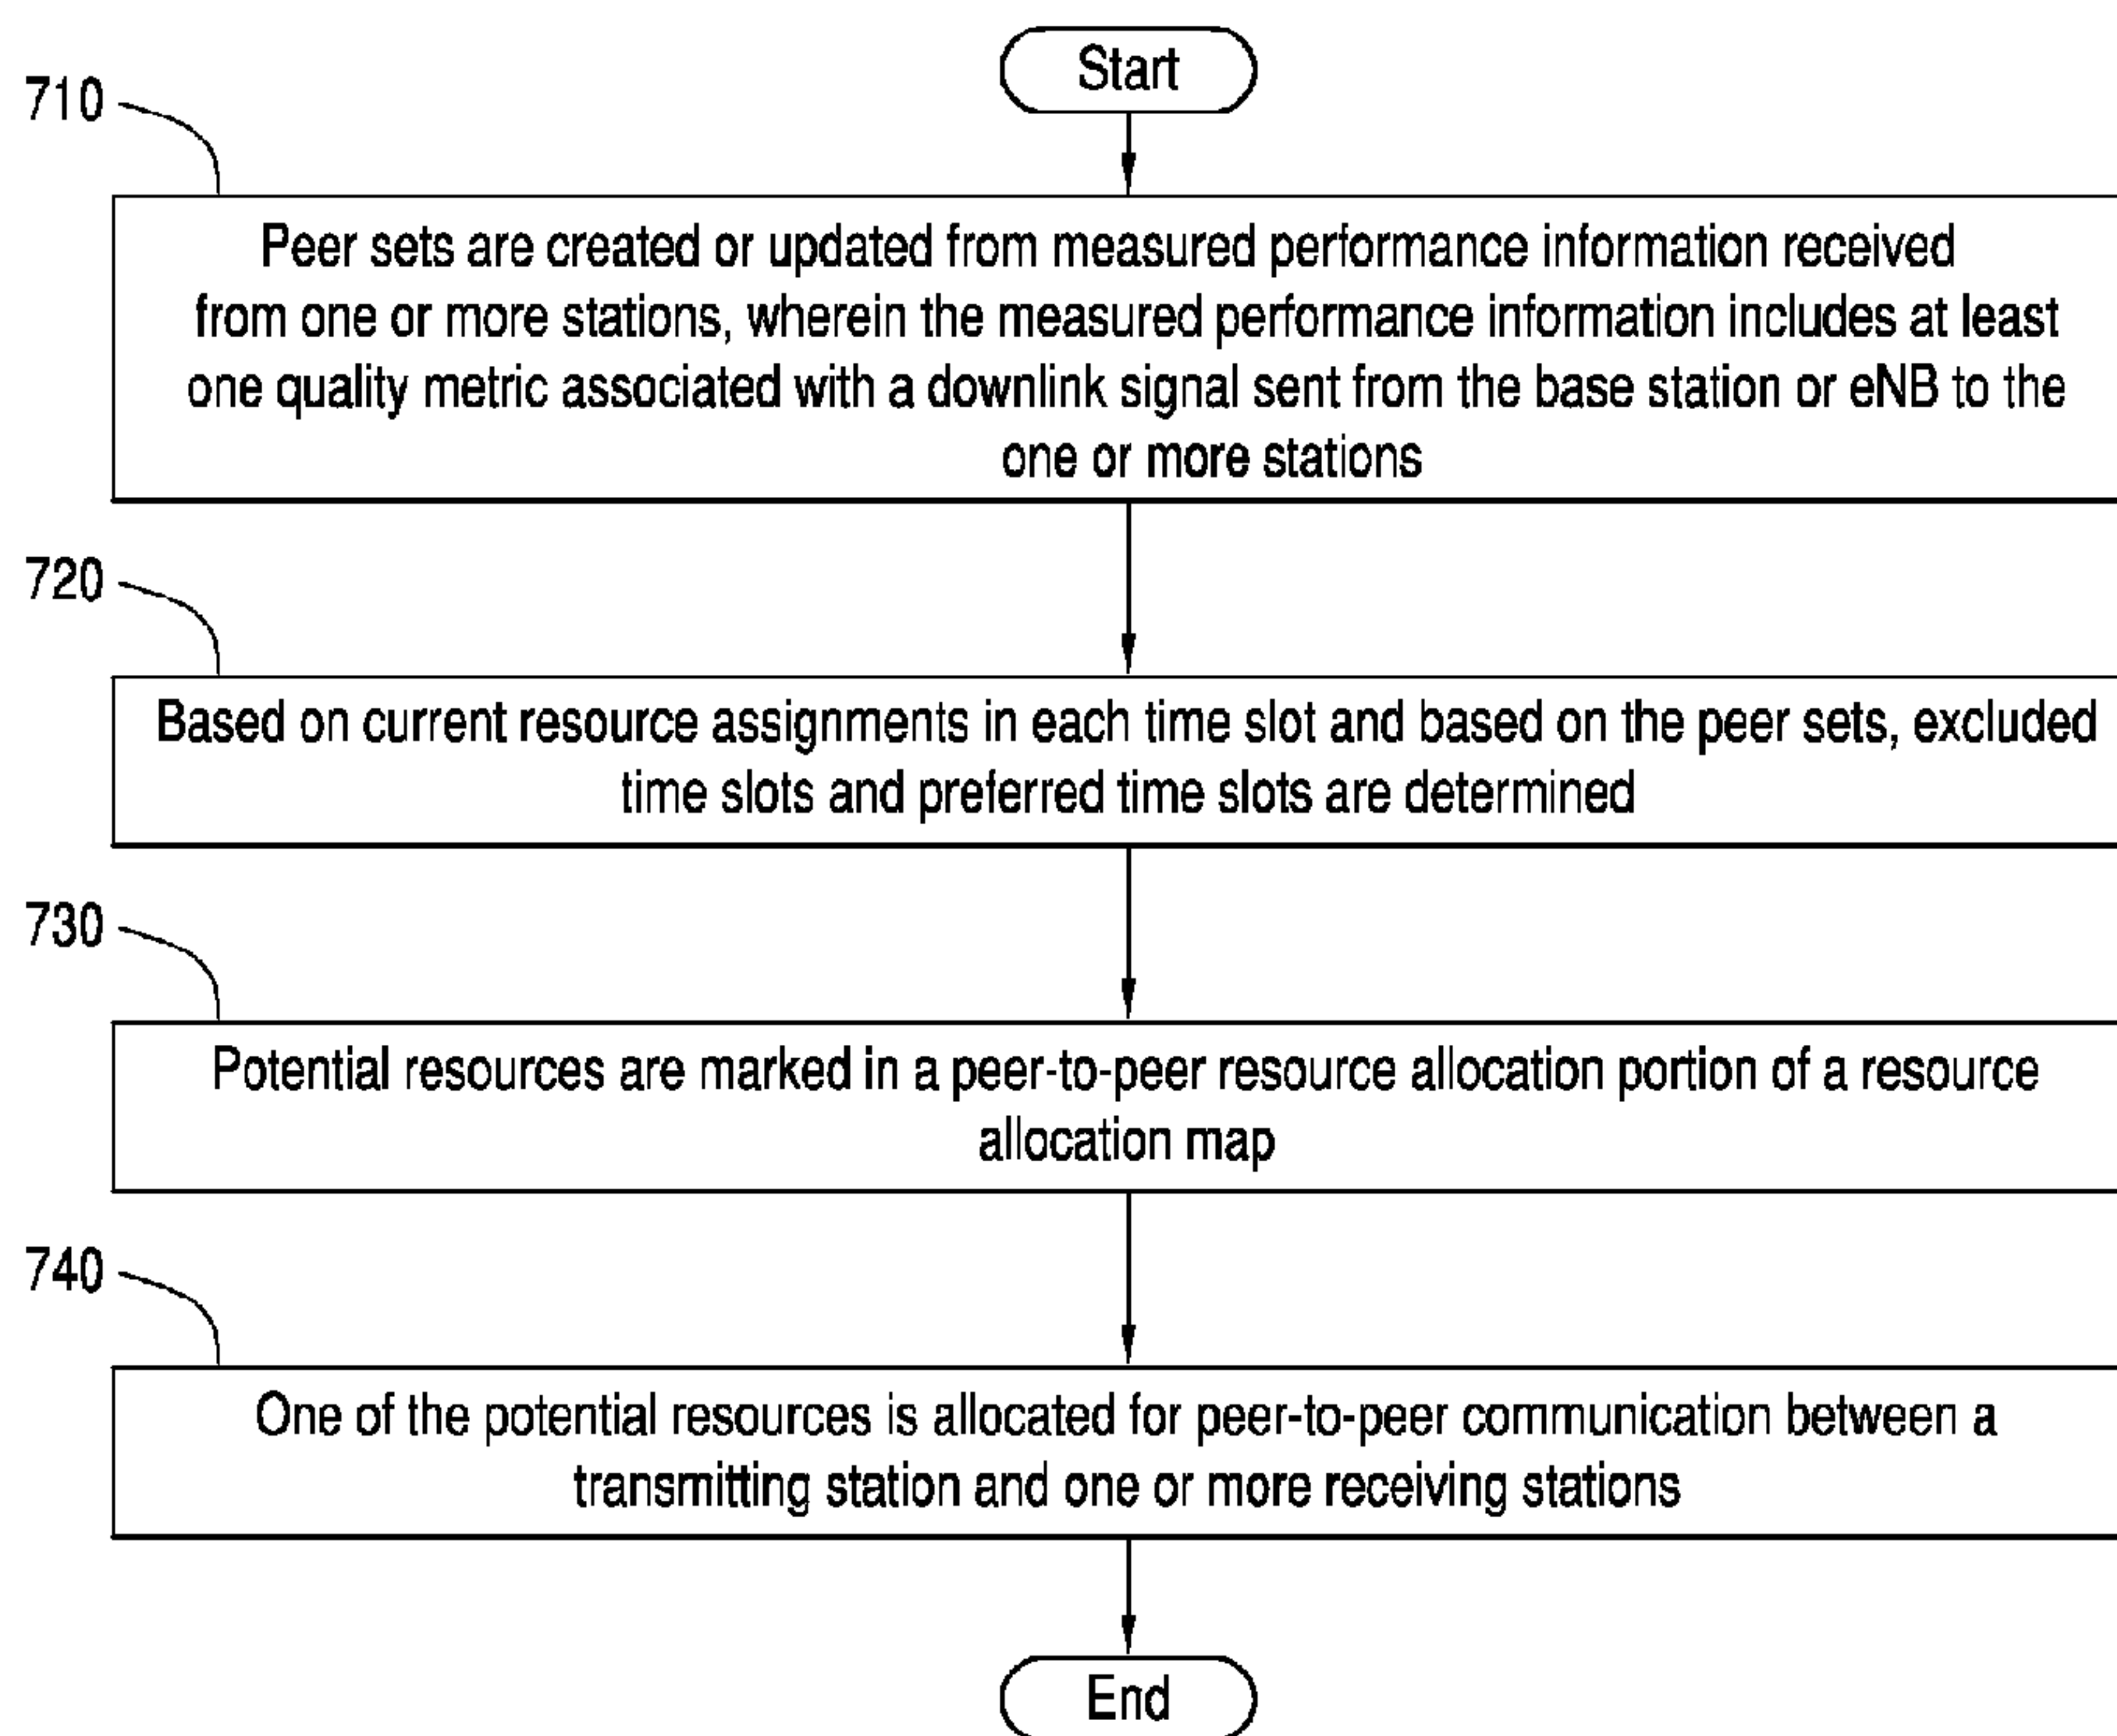 Start
710
Peer sets are created or updated from measured performance information received
from one or more stations, wherein the measured performance information includes at least
one quality metric associated with a downlink signal sent from the base station or eNB to the
one or more stations
720
Based on current resource assignments in each time slot and based on the peer sets, excluded
time slots and preferred time slots are determined
730
Potential resources are marked in a peer-to-peer resource allocation portion of a resource
allocation map
740
One of the potential resources is allocated for peer-to-peer communication between a
transmitting station and one or more receiving stations
End